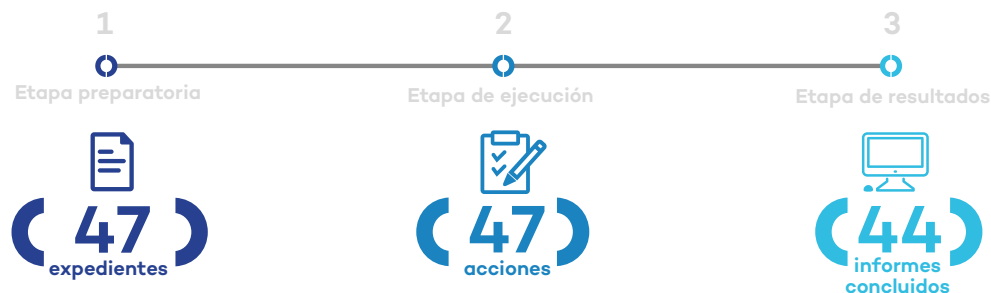 1
2
3
Etapa preparatoria
Etapa de ejecución
Etapa de resultados
47
expedientes
47
acciones
44
informes
concluidos